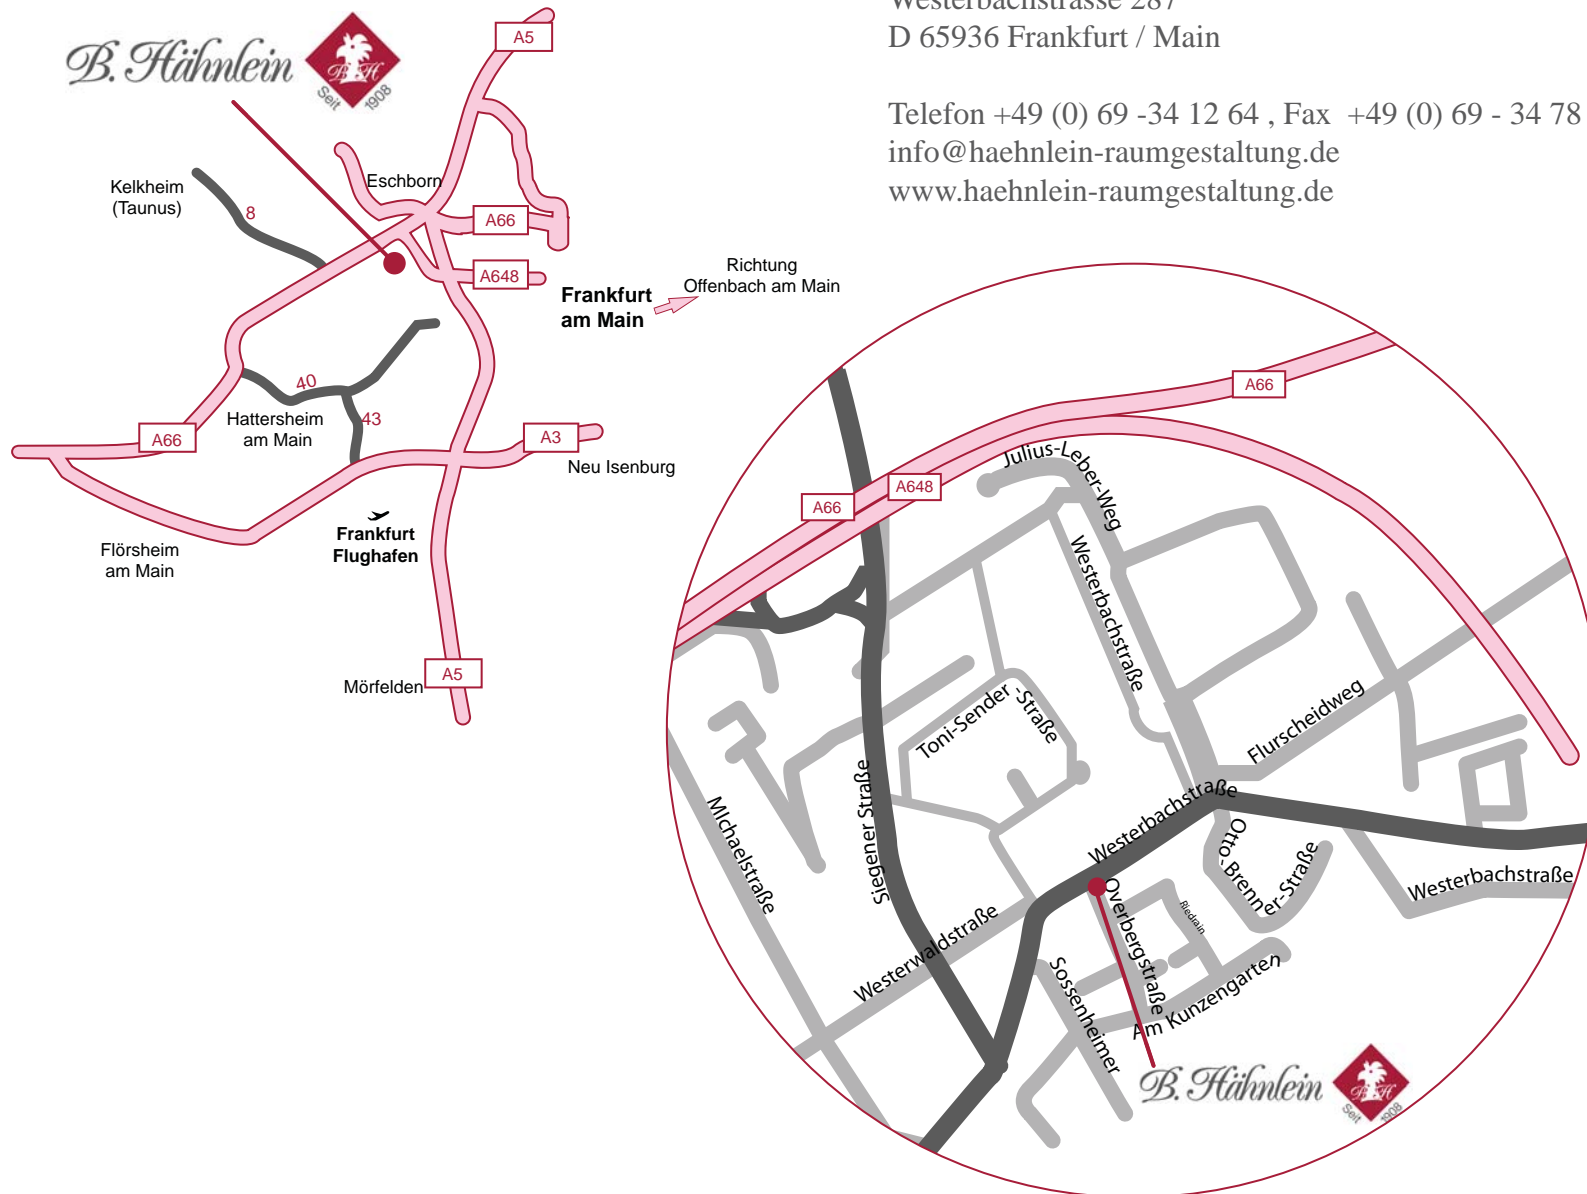 Westerbachstrasse 287
D 65936 Frankfurt / Main
Telefon +49 (0) 69 -34 12 64 , Fax +49 (0) 69 - 34 78
info@haehnlein-raumgestaltung.de
www.haehnlein-raumgestaltung.de
B. Hähnlein
B H
Seit 1908
A5
Eschborn
Kelkheim
(Taunus)
8
A66
A648
Richtung
Offenbach am Main
Frankfurt
am Main
40
Hattersheim
am Main
43
A66
A3
Neu Isenburg
Frankfurt
Flughafen
Flörsheim
am Main
Mörfelden
A5
A66
A648
A66
Julius-Leber-Weg
Westerbachstraße
Toni-Sender-Straße
Flurscheidweg
Siegener Straße
MIchaelstraße
Westerbachstraße
Otto-Brenner-Straße
Westerbachstraße
Overbergstraße
Riedrain
Westerwaldstraße
Sossenheimer
Am Kunzengarten
B. Hähnlein
B H
Seit 1908